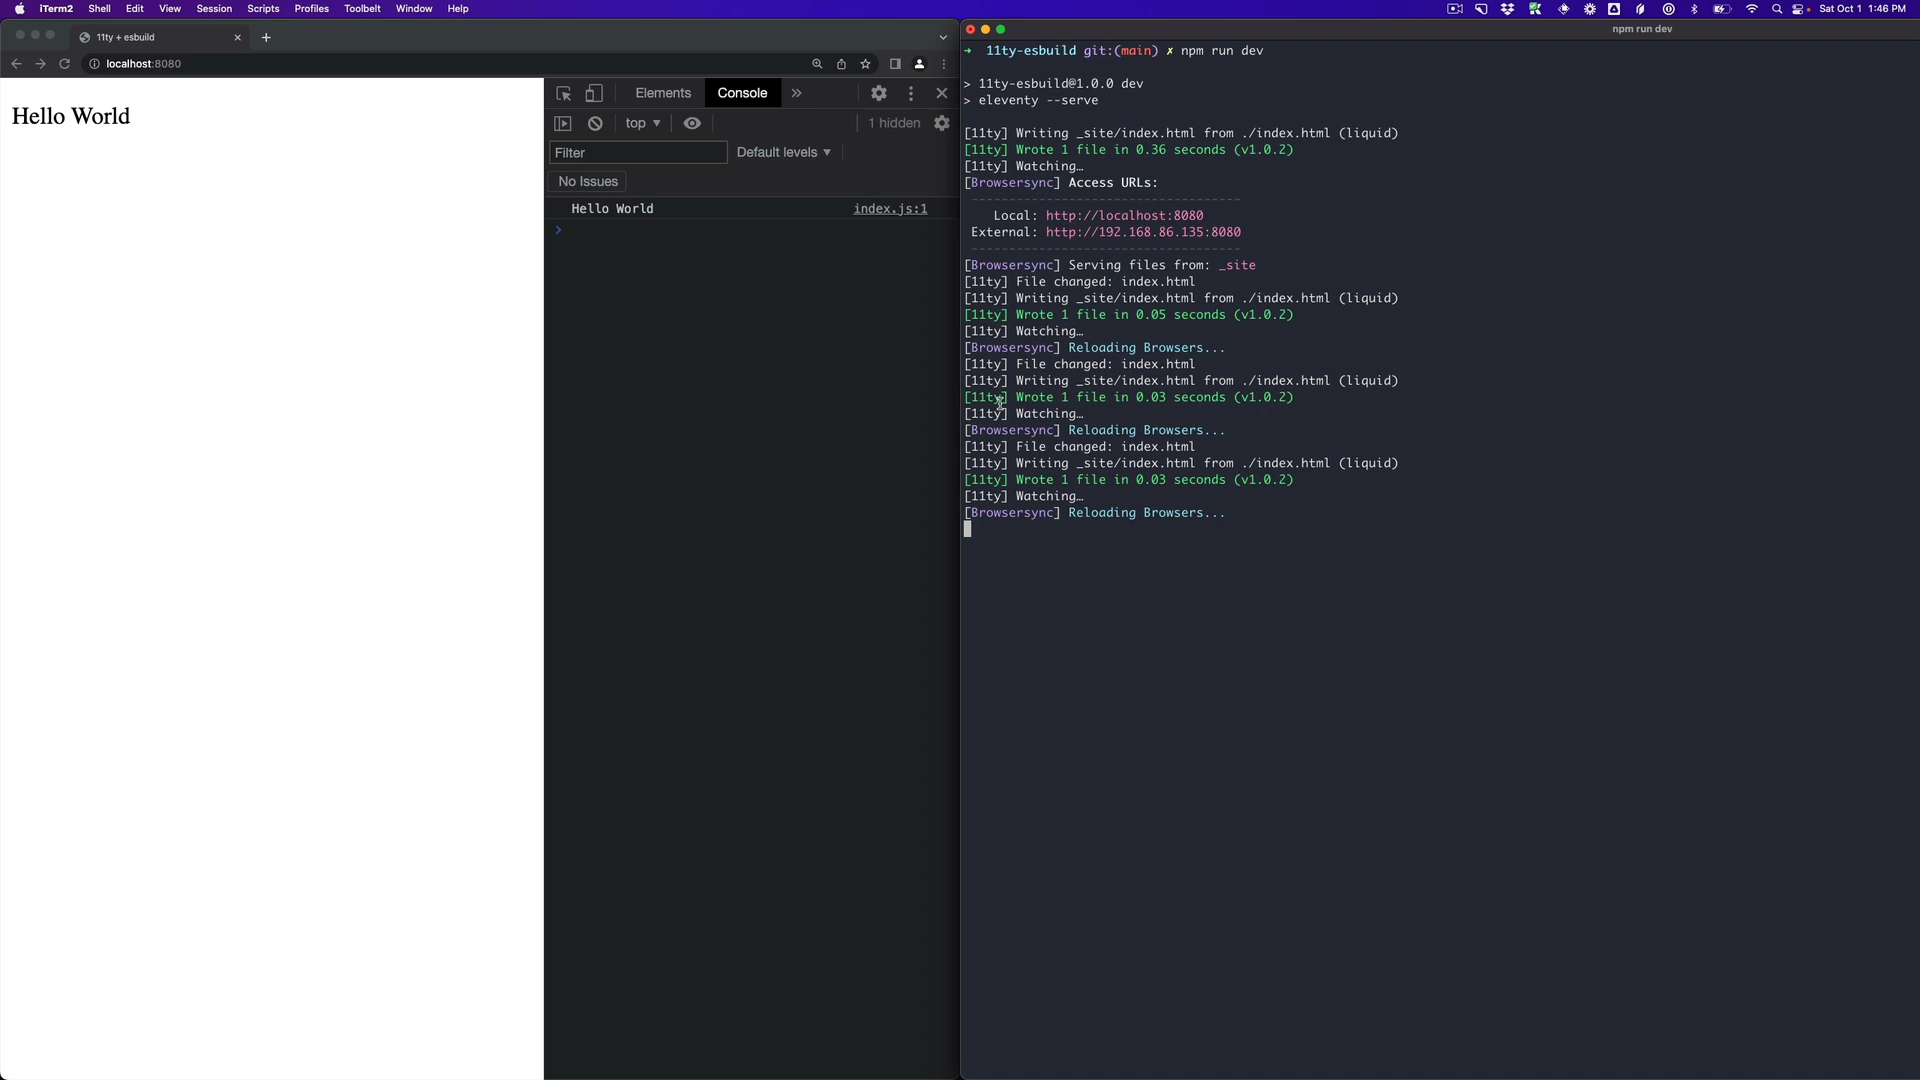 iTerm2 Shell Edit View Session Scripts Profiles Toolbelt Window Help
Sat Oct 1 1:46 PM
11ty + esbuild
localhost:8080
Hello World
Elements Console
top
1 hidden
Filter
Default levels
No Issues
Hello World index.js:1
npm run dev
➜ 11ty-esbuild git:(main) ✗ npm run dev
> 11ty-esbuild@1.0.0 dev
> eleventy --serve
[11ty] Writing _site/index.html from ./index.html (liquid)
[11ty] Wrote 1 file in 0.36 seconds (v1.0.2)
[11ty] Watching…
[Browsersync] Access URLs:
-----------------------------------
Local: http://localhost:8080
External: http://192.168.86.135:8080
-----------------------------------
[Browsersync] Serving files from: _site
[11ty] File changed: index.html
[11ty] Writing _site/index.html from ./index.html (liquid)
[11ty] Wrote 1 file in 0.05 seconds (v1.0.2)
[11ty] Watching…
[Browsersync] Reloading Browsers...
[11ty] File changed: index.html
[11ty] Writing _site/index.html from ./index.html (liquid)
[11ty] Wrote 1 file in 0.03 seconds (v1.0.2)
[11ty] Watching…
[Browsersync] Reloading Browsers...
[11ty] File changed: index.html
[11ty] Writing _site/index.html from ./index.html (liquid)
[11ty] Wrote 1 file in 0.03 seconds (v1.0.2)
[11ty] Watching…
[Browsersync] Reloading Browsers...